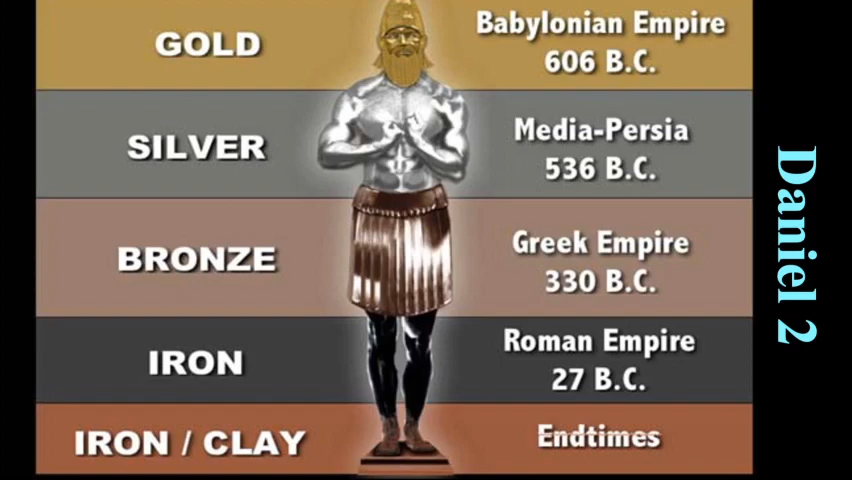 GOLD
Babylonian Empire
606 B.C.
SILVER
Media-Persia
536 B.C.
BRONZE
Greek Empire
330 B.C.
IRON
Roman Empire
27 B.C.
IRON / CLAY
Endtimes
Daniel 2